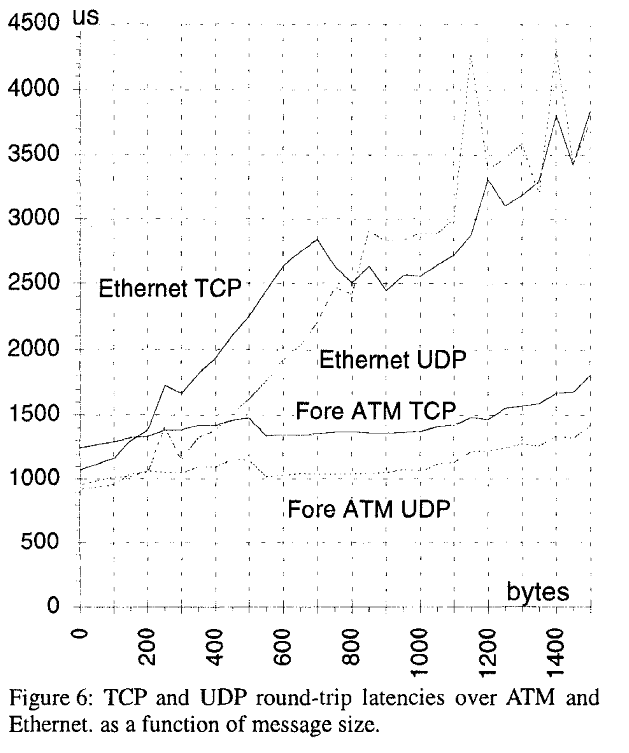 4500 us
4000
3500
3000
2500
2000
1500
1000
500
0
Ethernet TCP
Ethernet UDP
Fore ATM TCP
Fore ATM UDP
bytes
0 200 400 600 800 1000 1200 1400
Figure 6: TCP and UDP round-trip latencies over ATM and
Ethernet. as a function of message size.